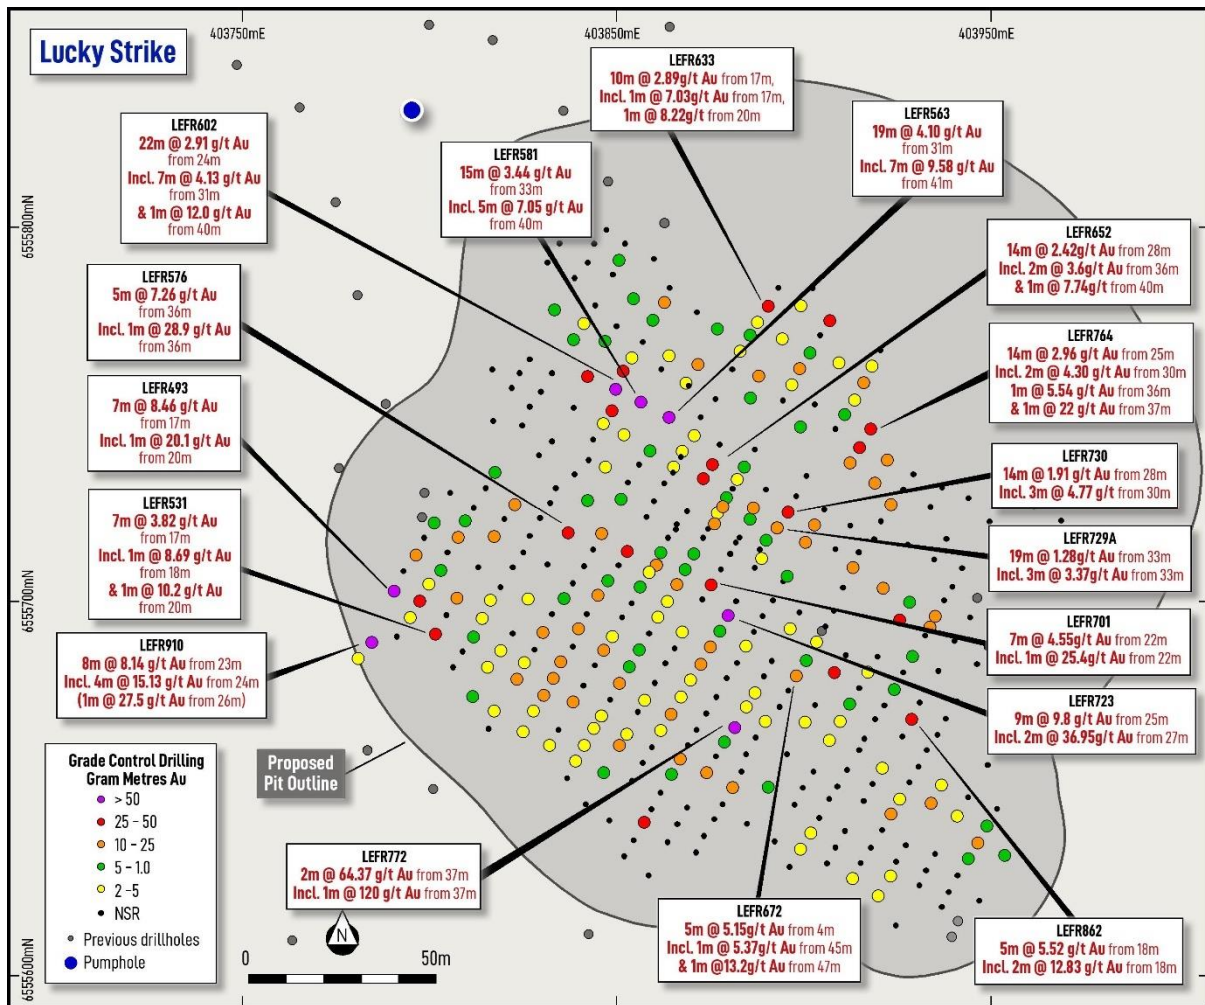 403750mE
403850mE
403950mE
Lucky Strike
LEFR633
10m @ 2.89g/t Au from 17m,
Incl. 1m @ 7.03g/t Au from 17m,
1m @ 8.22g/t from 20m
LEFR602
22m @ 2.91 g/t Au
from 24m
Incl. 7m @ 4.13 g/t Au
from 31m
& 1m @ 12.0 g/t Au
from 40m
LEFR581
15m @ 3.44 g/t Au
from 33m
Incl. 5m @ 7.05 g/t Au
from 40m
LEFR563
19m @ 4.10 g/t Au
from 31m
Incl. 7m @ 9.58 g/t Au
from 41m
6555800mN
LEFR652
14m @ 2.42g/t Au from 28m
Incl. 2m @ 3.6g/t Au from 36m
& 1m @ 7.74g/t from 40m
LEFR576
5m @ 7.26 g/t Au
from 36m
Incl. 1m @ 28.9 g/t Au
from 36m
LEFR764
14m @ 2.96 g/t Au from 25m
Incl. 2m @ 4.30 g/t Au from 30m
1m @ 5.54 g/t Au from 36m
& 1m @ 22 g/t Au from 37m
LEFR493
7m @ 8.46 g/t Au
from 17m
Incl. 1m @ 20.1 g/t Au
from 20m
LEFR730
14m @ 1.91 g/t Au from 28m
Incl. 3m @ 4.77 g/t from 30m
LEFR531
7m @ 3.82 g/t Au
from 17m
Incl. 1m @ 8.69 g/t Au
from 18m
& 1m @ 10.2 g/t Au
from 20m
LEFR729A
19m @ 1.28g/t Au from 33m
Incl. 3m @ 3.37g/t Au from 33m
6555700mN
LEFR701
7m @ 4.55g/t Au from 22m
Incl. 1m @ 25.4g/t Au from 22m
LEFR910
8m @ 8.14 g/t Au from 23m
Incl. 4m @ 15.13 g/t Au from 24m
(1m @ 27.5 g/t Au from 26m)
LEFR723
9m @ 9.8 g/t Au from 25m
Incl. 2m @ 36.95g/t Au from 27m
Proposed
Pit Outline
Grade Control Drilling
Gram Metres Au
> 50
25 - 50
10 - 25
5 - 1.0
2 - 5
NSR
Previous drillholes
Pumphole
LEFR772
2m @ 64.37 g/t Au from 37m
Incl. 1m @ 120 g/t Au from 37m
LEFR672
5m @ 5.15g/t Au from 4m
Incl. 1m @ 5.37g/t Au from 45m
& 1m @13.2g/t Au from 47m
LEFR862
5m @ 5.52 g/t Au from 18m
Incl. 2m @ 12.83 g/t Au from 18m
N
0
50m
6555600mN